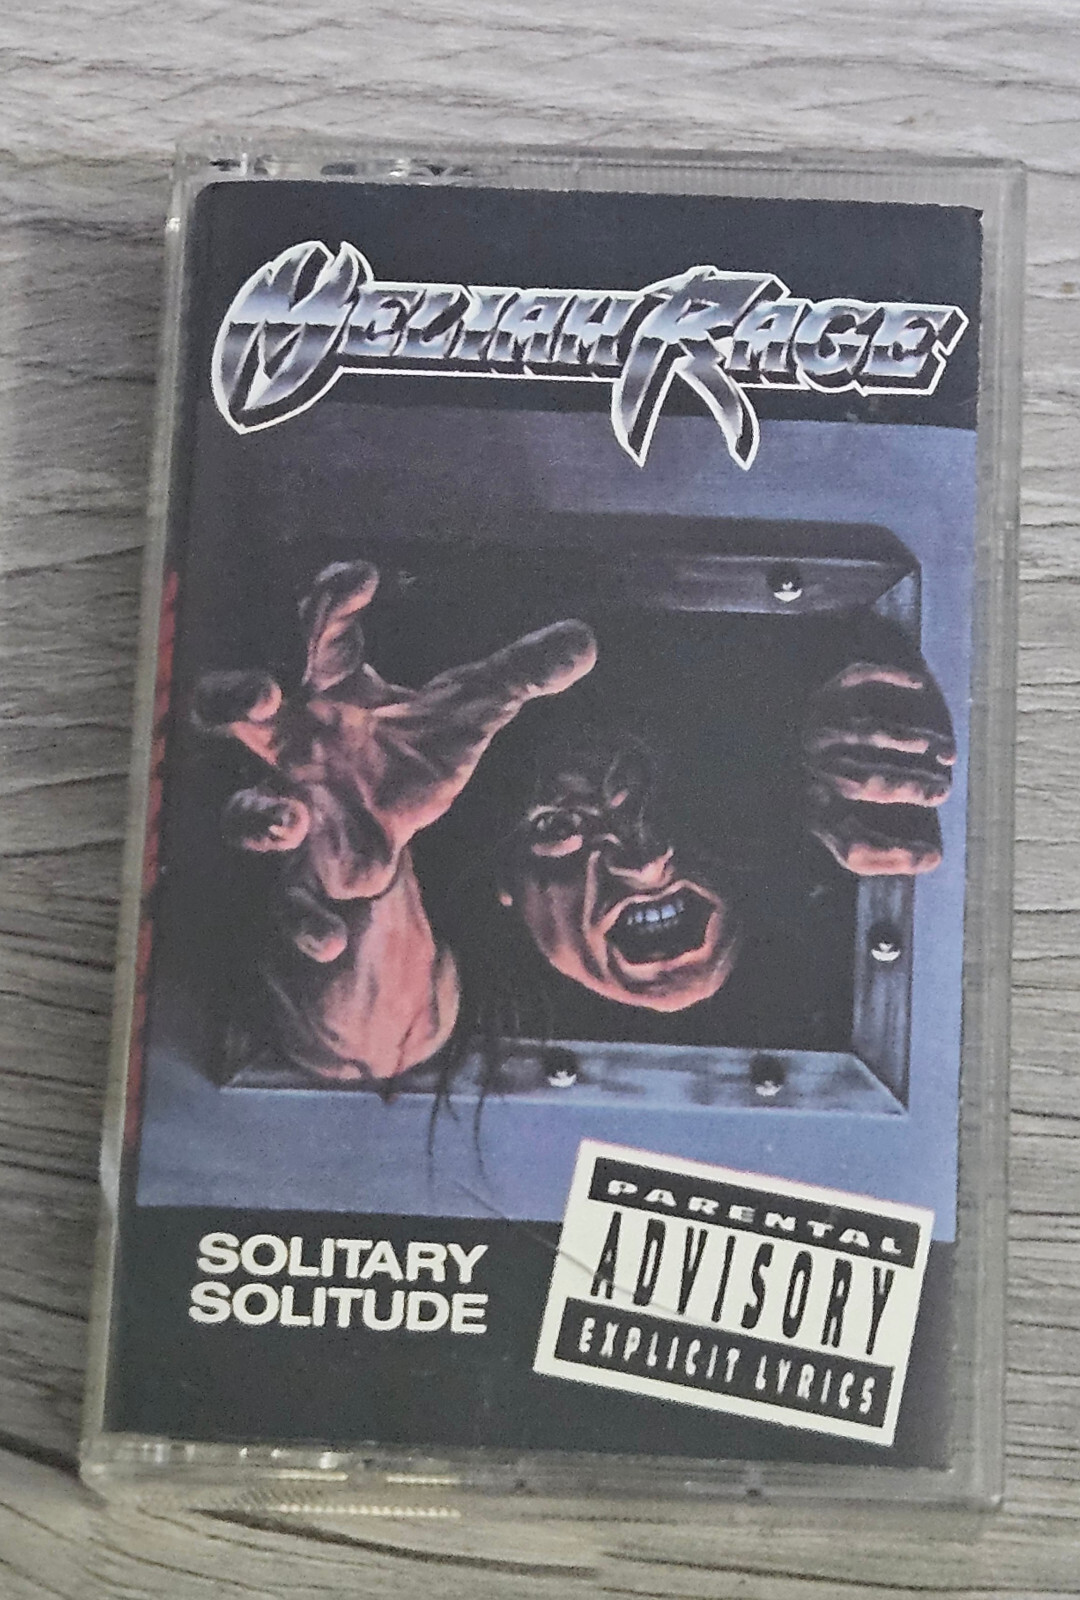 MELIAH RAGE
SOLITARY
SOLITUDE
PARENTAL
ADVISORY
EXPLICIT LYRICS